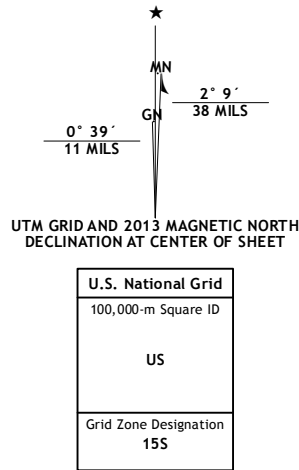 ★
MN
2° 9´
38 MILS
GN
0° 39´
11 MILS
UTM GRID AND 2013 MAGNETIC NORTH
DECLINATION AT CENTER OF SHEET
U.S. National Grid
100,000-m Square ID
US
Grid Zone Designation
15S